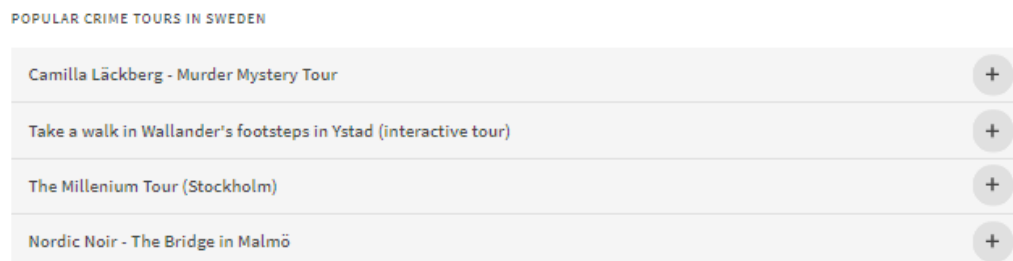 POPULAR CRIME TOURS IN SWEDEN
Camilla Läckberg - Murder Mystery Tour
+
Take a walk in Wallander's footsteps in Ystad (interactive tour)
+
The Millenium Tour (Stockholm)
+
Nordic Noir - The Bridge in Malmö
+